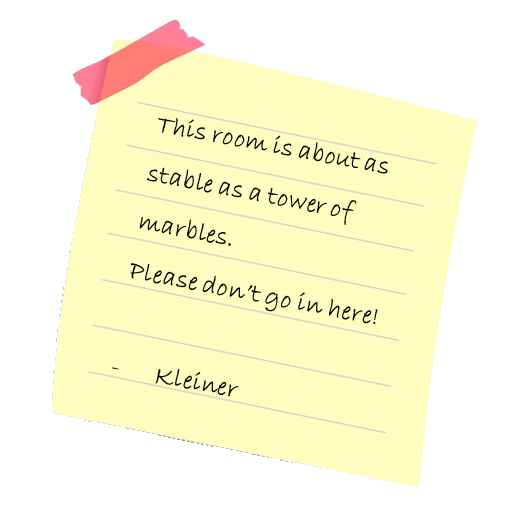 This room is about as
stable as a tower of
marbles.
Please don't go in here!
- Kleiner